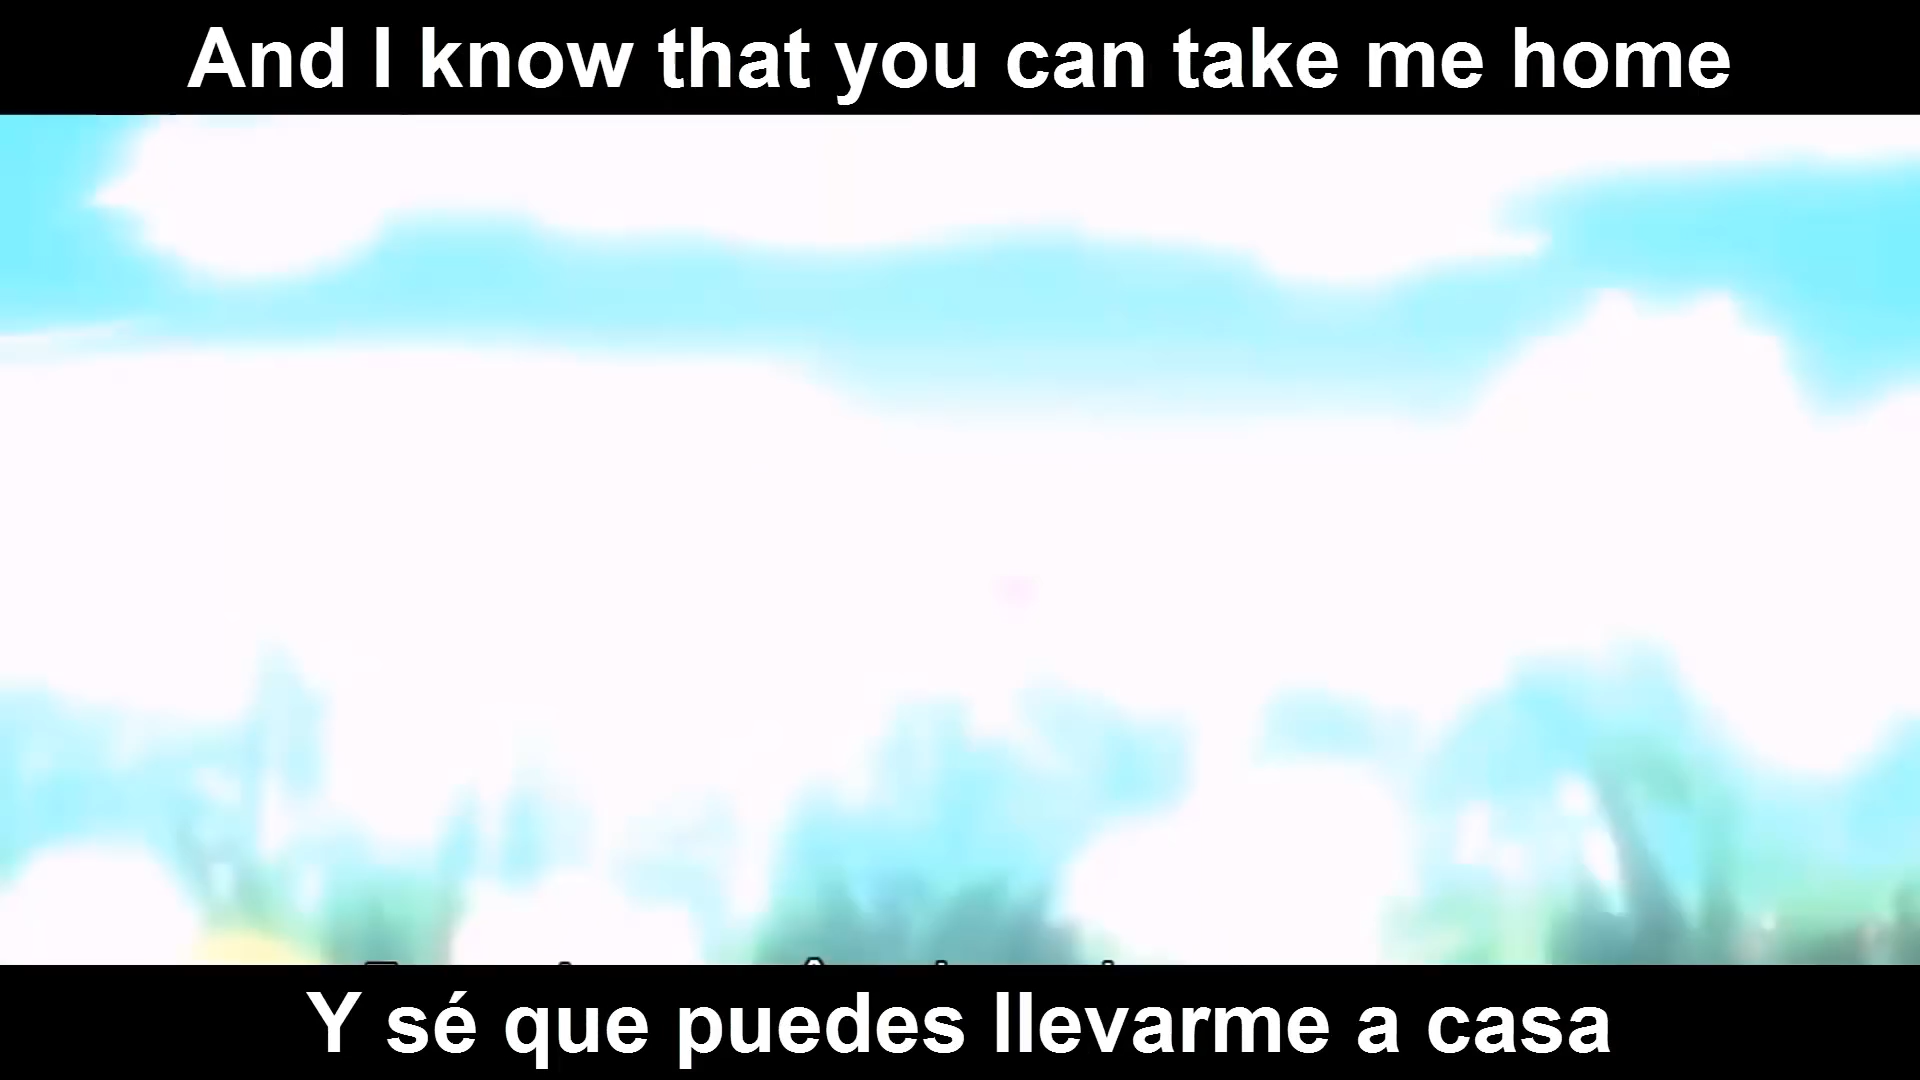 And I know that you can take me home
Y sé que puedes llevarme a casa